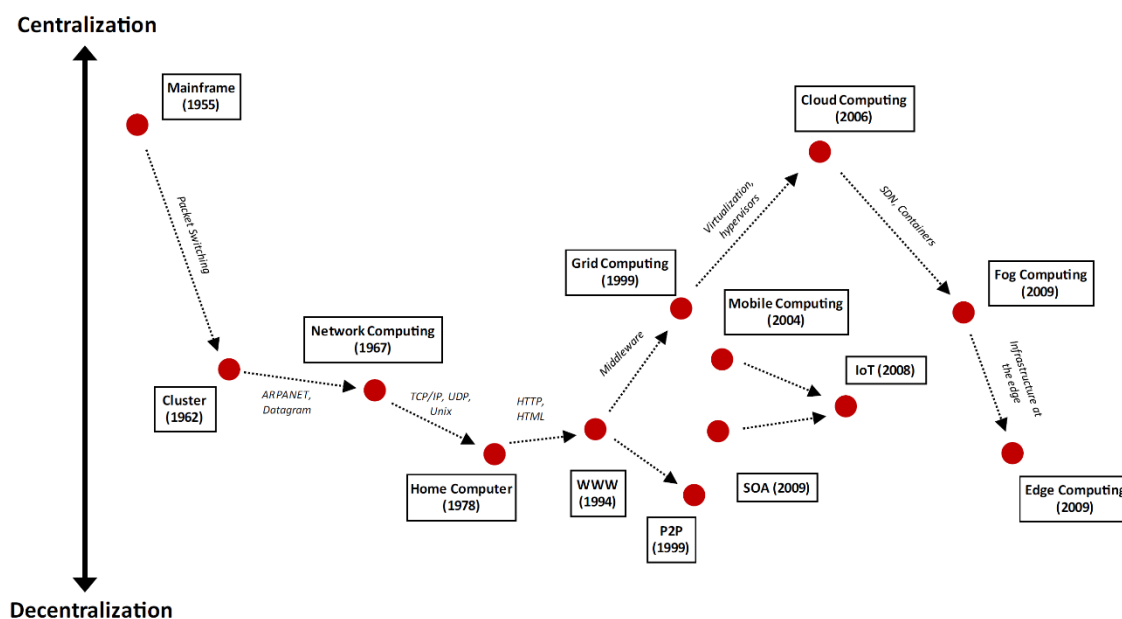 Centralization
Mainframe
(1955)
Packet Switching
Cluster
(1962)
ARPANET,
Datagram
Network Computing
(1967)
TCP/IP, UDP,
Unix
Home Computer
(1978)
HTTP,
HTML
WWW
(1994)
Middleware
P2P
(1999)
Grid Computing
(1999)
Virtualization,
hypervisors
Cloud Computing
(2006)
Mobile Computing
(2004)
SOA (2009)
IoT (2008)
SDN, Containers
Fog Computing
(2009)
Infrastructure at
the edge
Edge Computing
(2009)
Decentralization